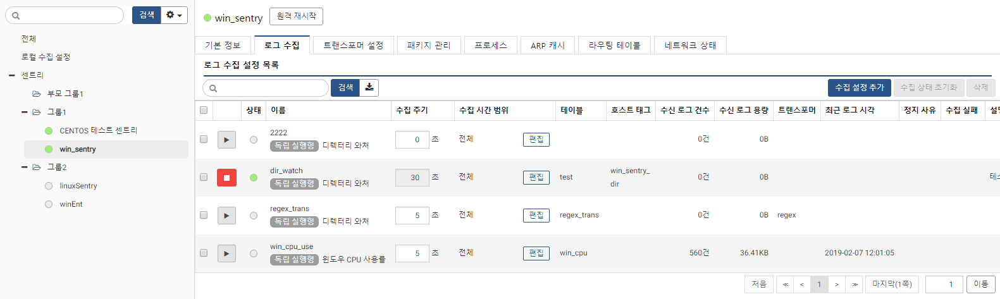 검색
전체
로컬 수집 설정
센트리
부모 그룹1
그룹1
CENTOS 테스트 센트리
win_sentry
그룹2
linuxSentry
winEnt
win_sentry 원격 재시작
기본 정보 로그 수집 트랜스포머 설정 패키지 관리 프로세스 ARP 캐시 라우팅 테이블 네트워크 상태
로그 수집 설정 목록
검색 수집 설정 추가 수집 상태 초기화 삭제
상태 이름 수집 주기 수집 시간 범위 테이블 호스트 태그 수신 로그 건수 수신 로그 용량 트랜스포머 최근 로그 시각 정지 사유 수집 실패
2222
독립 실행형 디렉터리 와처 0 초 전체 편집 0건 0B
dir_watch
독립 실행형 디렉터리 와처 30 초 전체 편집 test win_sentry_
dir 0건 0B
regex_trans
독립 실행형 디렉터리 와처 5 초 전체 편집 regex_trans 0건 0B regex
win_cpu_use
독립 실행형 윈도우 CPU 사용률 5 초 전체 편집 win_cpu 560건 36.41KB 2019-02-07 12:01:05
처음 ≪ < 1 > ≫ 마지막(1쪽) 1 이동